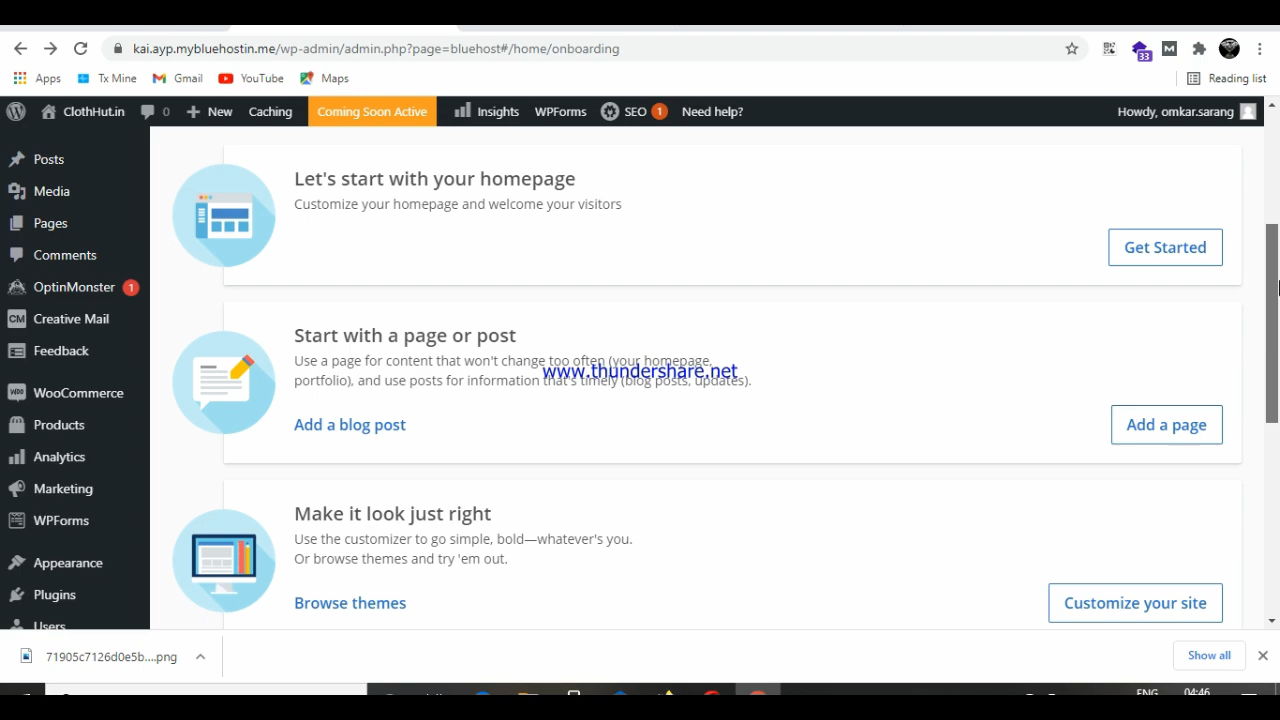 kai.ayp.mybluehostin.me/wp-admin/admin.php?page=bluehost#/home/onboarding
33
Apps Tx Mine Gmail YouTube Maps Reading list
ClothHut.in 0 New Caching Coming Soon Active Insights WPForms SEO 1 Need help? Howdy, omkar.sarang
Posts
Media
Pages
Comments
OptinMonster 1
CM Creative Mail
Feedback
WOO WooCommerce
Products
Analytics
Marketing
WPForms
Appearance
Plugins
Users
Let's start with your homepage
Customize your homepage and welcome your visitors
Get Started
Start with a page or post
Use a page for content that won't change too often (your homepage,
portfolio), and use posts for information that's timely (blog posts, updates).
www.thundershare.net
Add a blog post Add a page
Make it look just right
Use the customizer to go simple, bold—whatever's you.
Or browse themes and try 'em out.
Browse themes Customize your site
71905c7126d0e5b....png Show all
ENG 04:46